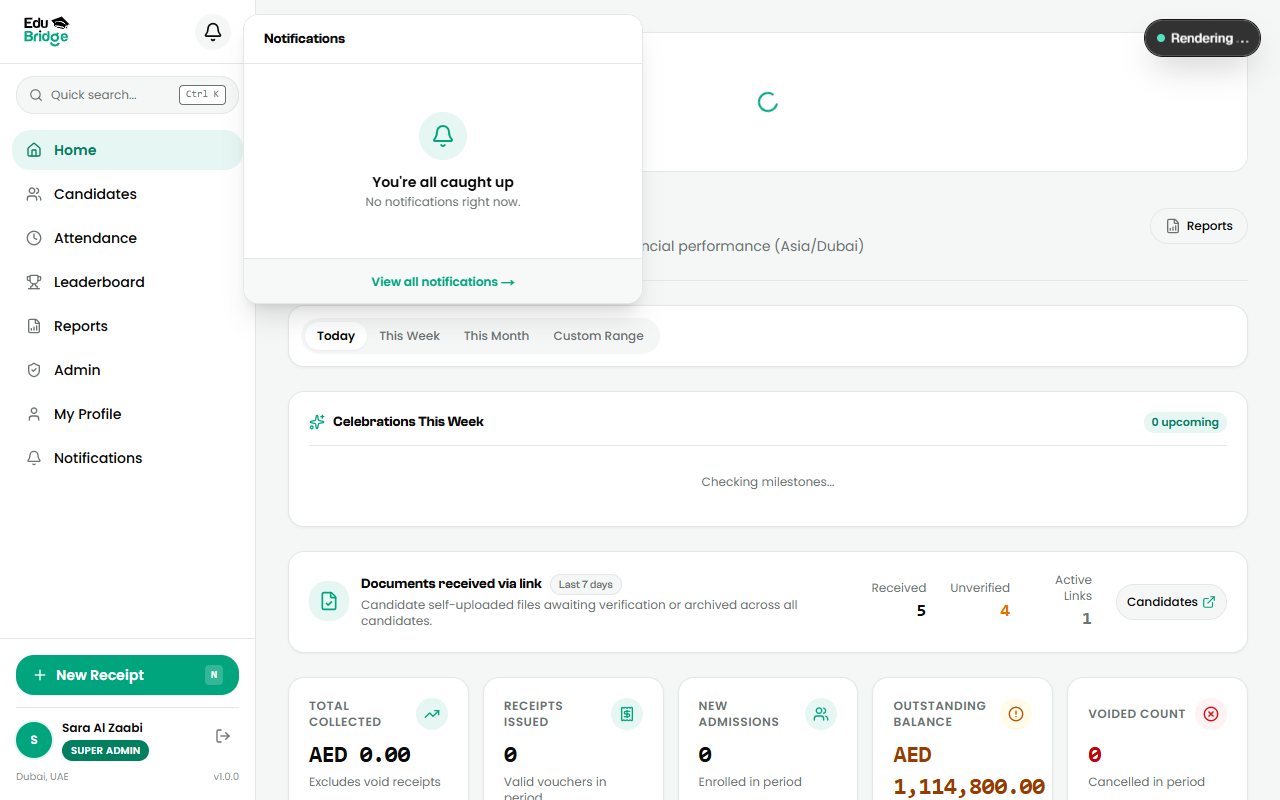 Edu
Bridge
Quick search...
Ctrl K
Home
Candidates
Attendance
Leaderboard
Reports
Admin
My Profile
Notifications
New Receipt
N
S
Sara Al Zaabi
SUPER ADMIN
Dubai, UAE
v1.0.0
Notifications
You're all caught up
No notifications right now.
View all notifications →
Rendering ...
Reports
ncial performance (Asia/Dubai)
Today
This Week
This Month
Custom Range
Celebrations This Week
0 upcoming
Checking milestones...
Documents received via link
Last 7 days
Candidate self-uploaded files awaiting verification or archived across all
candidates.
Received
5
Unverified
4
Active
Links
1
Candidates
TOTAL
COLLECTED
AED 0.00
Excludes void receipts
RECEIPTS
ISSUED
0
Valid vouchers in
period
NEW
ADMISSIONS
0
Enrolled in period
OUTSTANDING
BALANCE
AED
1,114,800.00
VOIDED COUNT
0
Cancelled in period